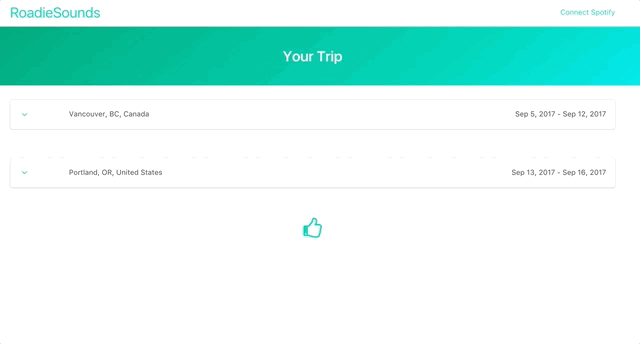 RoadieSounds
Connect Spotify
Your Trip
Vancouver, BC, Canada
Sep 5, 2017 - Sep 12, 2017
Portland, OR, United States
Sep 13, 2017 - Sep 16, 2017